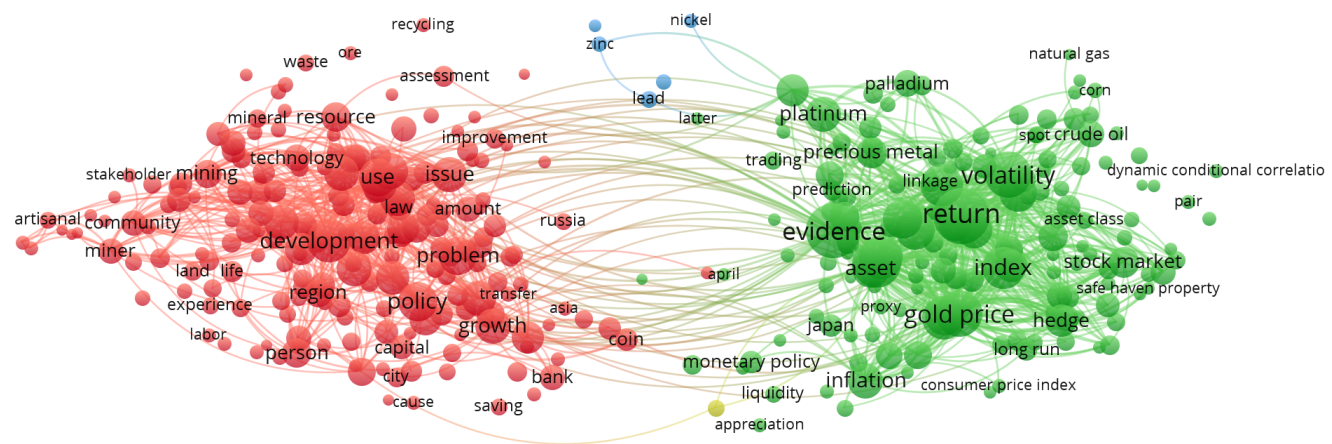 nickel
recycling
zinc
ore
waste
natural gas
assessment
palladium
corn
lead
mineral
resource
platinum
latter
spot
crude oil
improvement
technology
trading
precious metal
dynamic conditional correlatio
stakeholder
mining
use
issue
prediction
linkage
volatility
pair
law
amount
artisanal
community
russia
return
asset class
development
evidence
miner
problem
land
life
april
asset
index
stock market
region
transfer
safe haven property
experience
policy
asia
proxy
gold price
labor
growth
japan
hedge
person
capital
coin
monetary policy
long run
city
bank
inflation
consumer price index
cause
saving
liquidity
appreciation